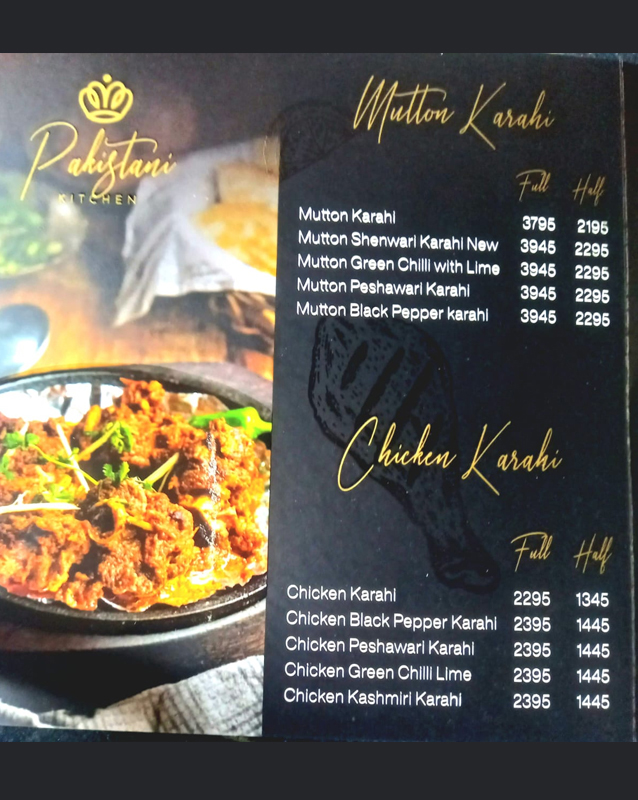 Pakistani
KITCHEN
Mutton Karahi
Full Half
Mutton Karahi 3795 2195
Mutton Shenwari Karahi New 3945 2295
Mutton Green Chilli with Lime 3945 2295
Mutton Peshawari Karahi 3945 2295
Mutton Black Pepper karahi 3945 2295
Chicken Karahi
Full Half
Chicken Karahi 2295 1345
Chicken Black Pepper Karahi 2395 1445
Chicken Peshawari Karahi 2395 1445
Chicken Green Chilli Lime 2395 1445
Chicken Kashmiri Karahi 2395 1445